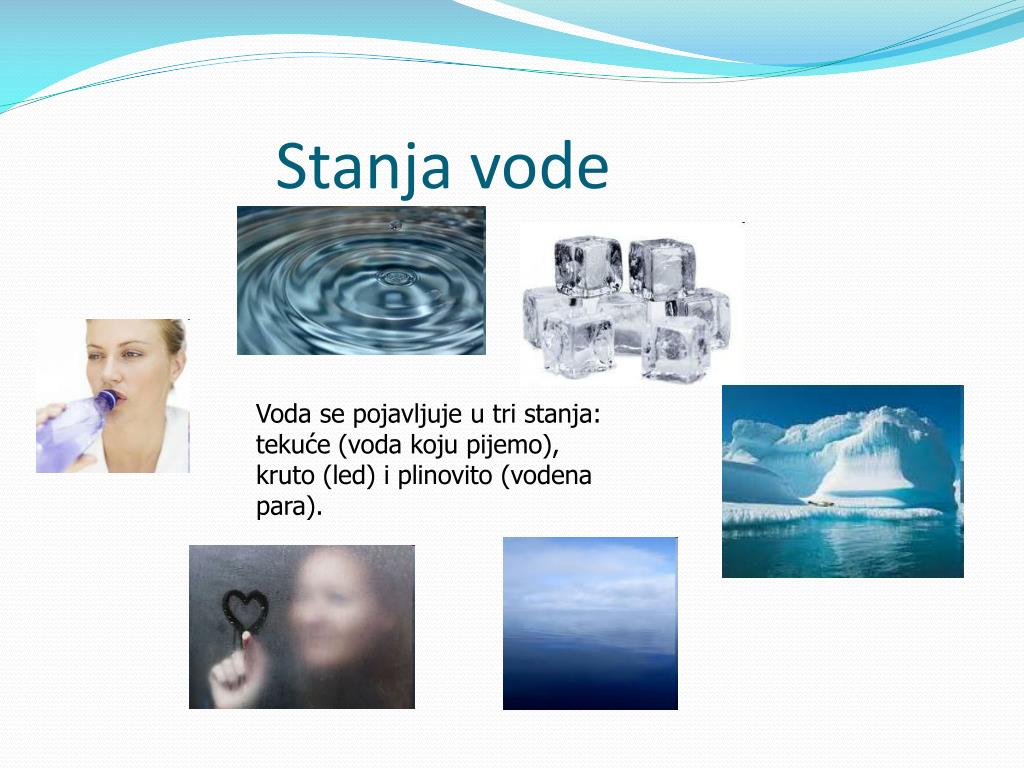 Stanja vode
Voda se pojavljuje u tri stanja:
tekuće (voda koju pijemo),
kruto (led) i plinovito (vodena
para).